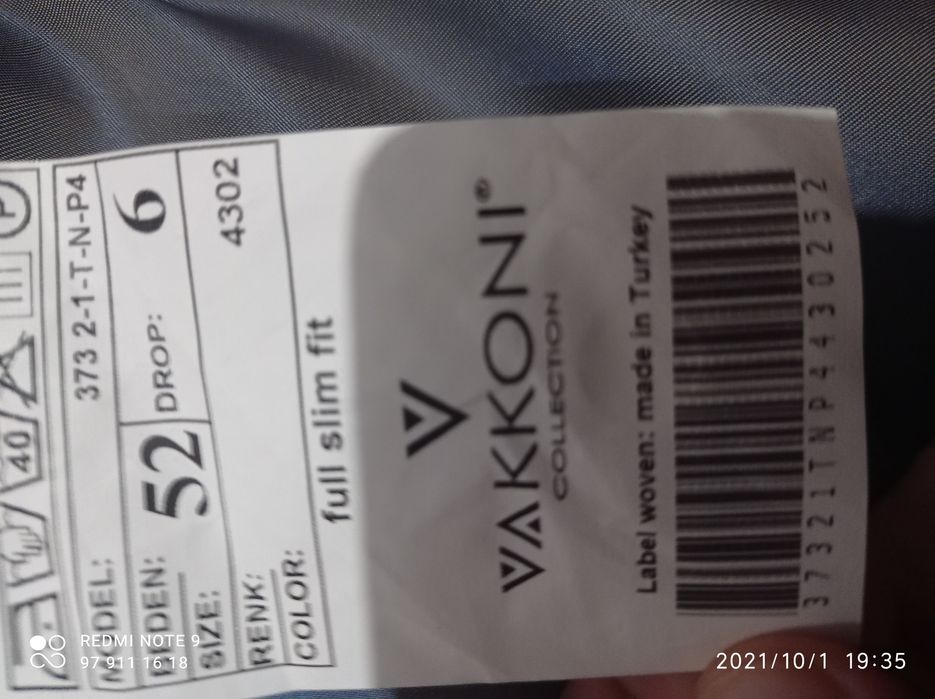 40
MODEL: 373 2-1-T-N-P4
BEDEN: 52 DROP: 6
SIZE:
RENK: 4302
COLOR:
full slim fit
VAKKONI®
COLLECTION
Label woven: made in Turkey
37321TNP4430252
REDMI NOTE 9
97 911 16 18
2021/10/1 19:35